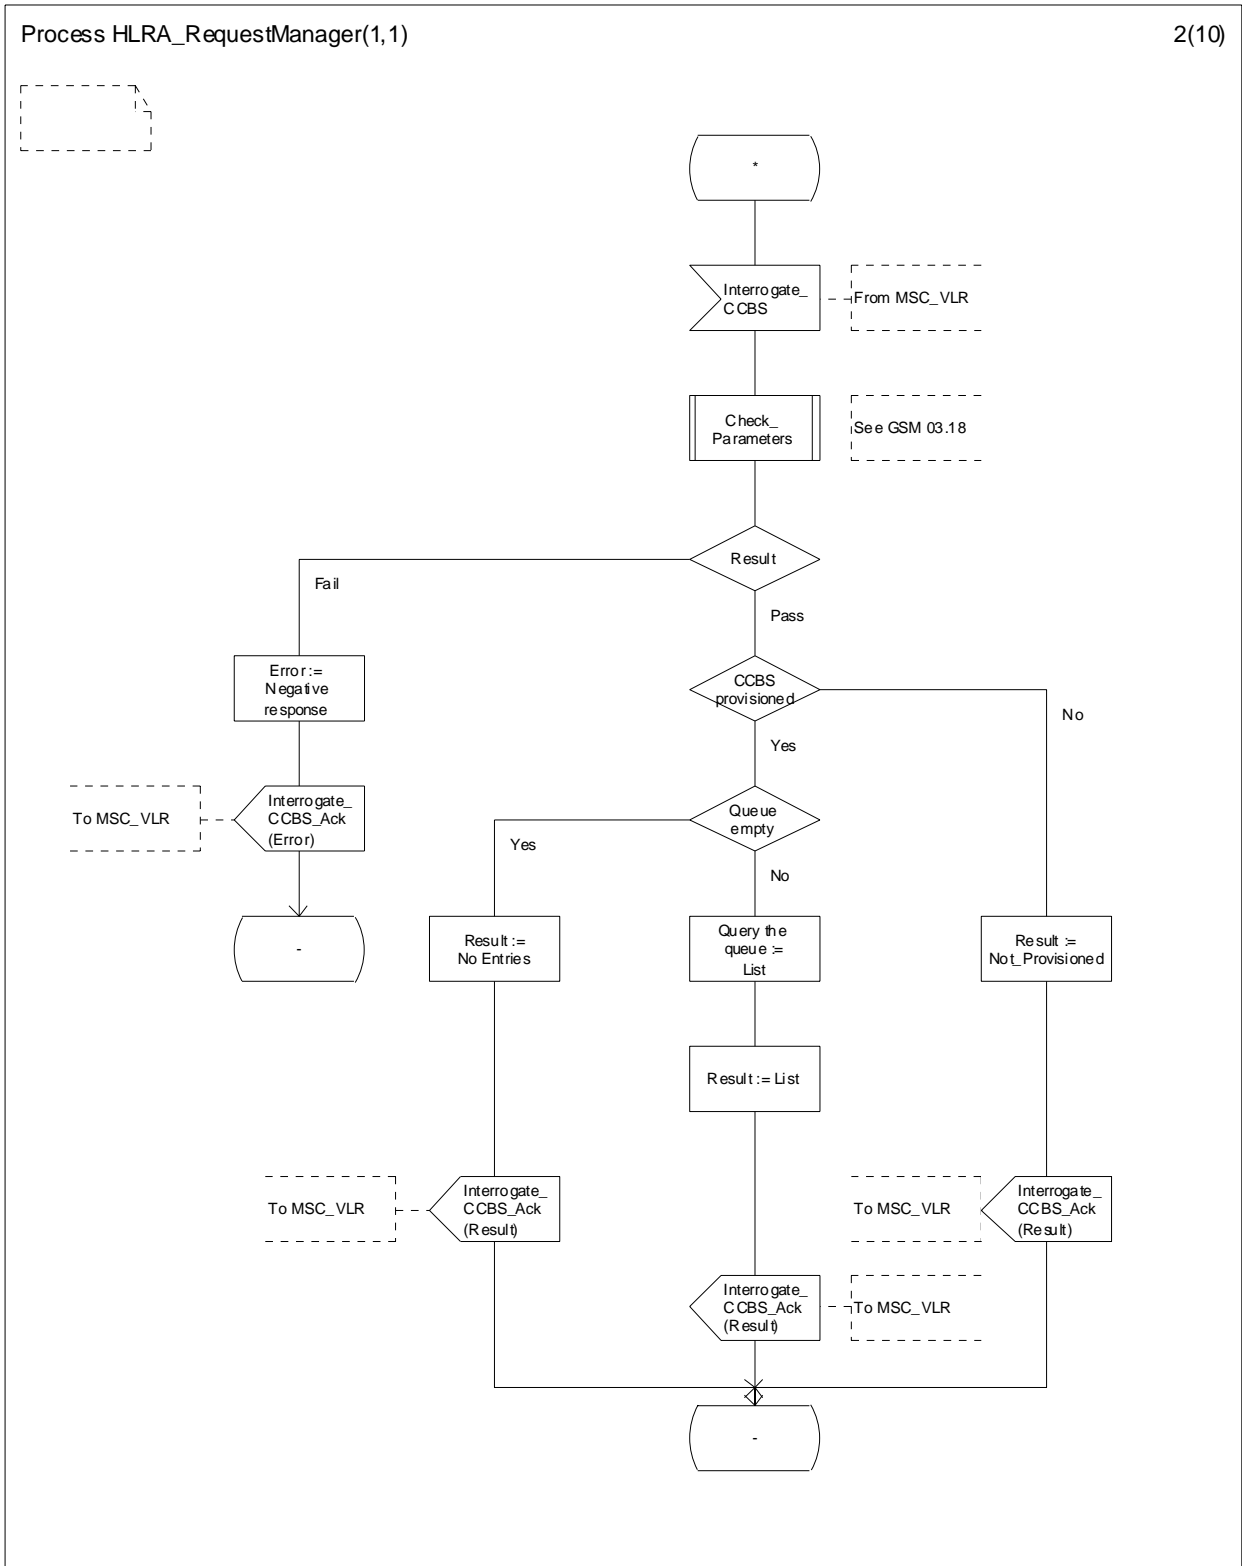 Process HLRA_RequestManager(1,1)
2(10)
*
Interrogate_
CCBS
From MSC_VLR
Check_
Parameters
See GSM 03.18
Result
Fail
Pass
Error :=
Negative
response
CCBS
provisioned
No
Yes
To MSC_VLR
Interrogate_
CCBS_Ack
(Error)
Queue
empty
Yes
No
-
Result :=
No Entries
Query the
queue :=
List
Result :=
Not_Provisioned
Result := List
To MSC_VLR
Interrogate_
CCBS_Ack
(Result)
To MSC_VLR
Interrogate_
CCBS_Ack
(Result)
Interrogate_
CCBS_Ack
(Result)
To MSC_VLR
-